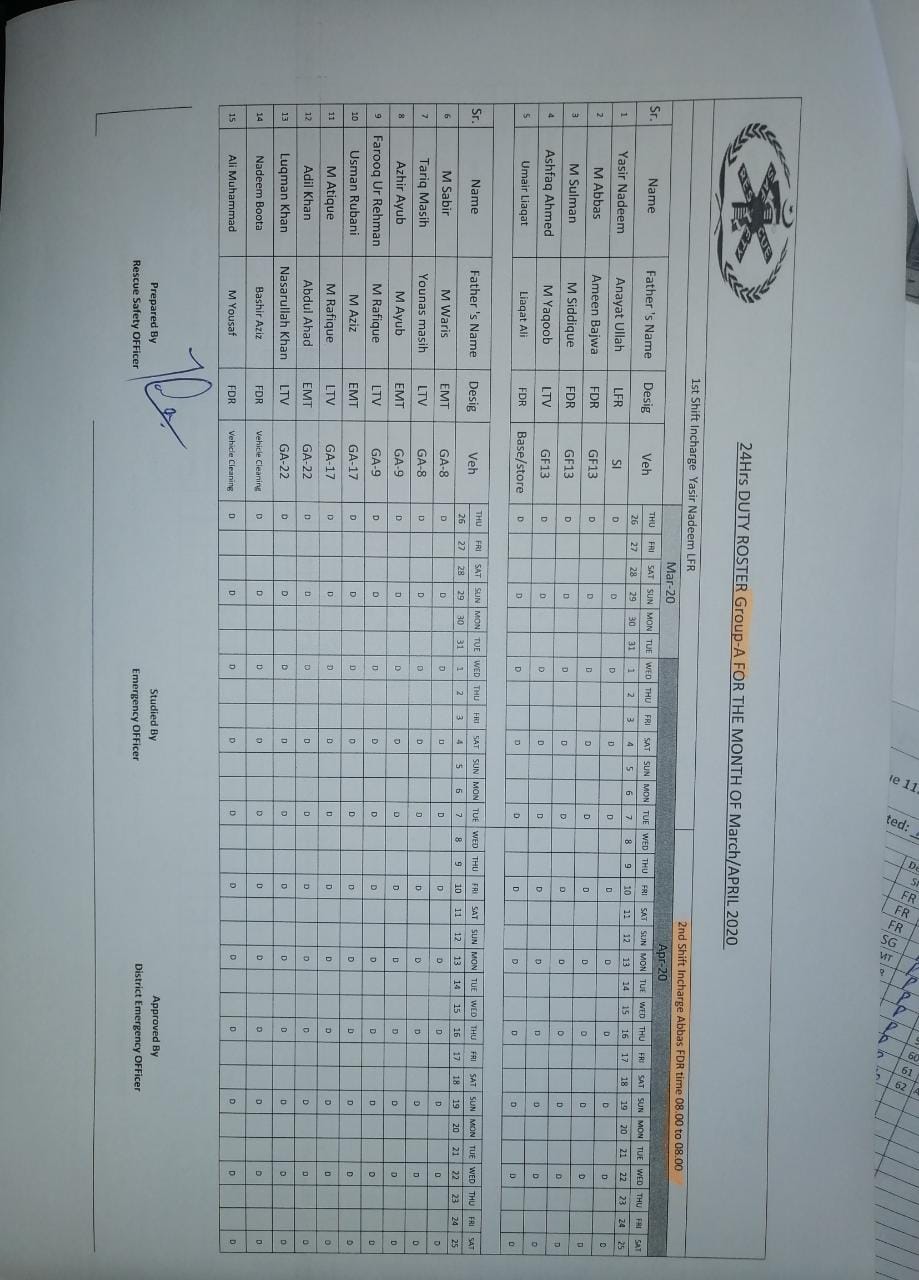 24Hrs DUTY ROSTER Group-A FOR THE MONTH OF March/APRIL 2020
1st Shift Incharge Yasir Nadeem LFR
2nd Shift Incharge Abbas FDR time 08.00 to 08.00
Mar-20 Apr-20
Sr. Name Father 's Name Desig Veh THU FRI SAT SUN MON TUE WED THU FRI SAT SUN MON TUE WED THU FRI SAT SUN MON TUE WED THU FRI SAT SUN MON TUE WED THU FRI SAT
26 27 28 29 30 31 1 2 3 4 5 6 7 8 9 10 11 12 13 14 15 16 17 18 19 20 21 22 23 24 25
1 Yasir Nadeem Anayat Ullah LFR SI D D D D D D D D D D D
2 M Abbas Ameen Bajwa FDR GF13 D D D D D D D D D D D
3 M Sulman M Siddique FDR GF13 D D D D D D D D D D D
4 Ashfaq Ahmed M Yaqoob LTV GF13 D D D D D D D D D D D
5 Umair Liaqat Liaqat Ali FDR Base/store D D D D D D D D D D D
Sr. Name Father 's Name Desig Veh THU FRI SAT SUN MON TUE WED THU FRI SAT SUN MON TUE WED THU FRI SAT SUN MON TUE WED THU FRI SAT SUN MON TUE WED THU FRI SAT
26 27 28 29 30 31 1 2 3 4 5 6 7 8 9 10 11 12 13 14 15 16 17 18 19 20 21 22 23 24 25
6 M Sabir M Waris EMT GA-8 D D D D D D D D D D D
7 Tariq Masih Younas masih LTV GA-8 D D D D D D D D D D D
8 Azhir Ayub M Ayub EMT GA-9 D D D D D D D D D D D
9 Farooq Ur Rehman M Rafique LTV GA-9 D D D D D D D D D D D
10 Usman Rubani M Aziz EMT GA-17 D D D D D D D D D D D
11 M Atique M Rafique LTV GA-17 D D D D D D D D D D D
12 Adil Khan Abdul Ahad EMT GA-22 D D D D D D D D D D D
13 Luqman Khan Nasarullah Khan LTV GA-22 D D D D D D D D D D D
14 Nadeem Boota Bashir Aziz FDR Vehicle Cleaning D D D D D D D D D D D
15 Ali Muhammad M Yousaf FDR Vehicle Cleaning D D D D D D D D D D D
Prepared By
Rescue Safety OFFicer
Studied By
Emergency OFFicer
Approved By
District Emergency OFFicer